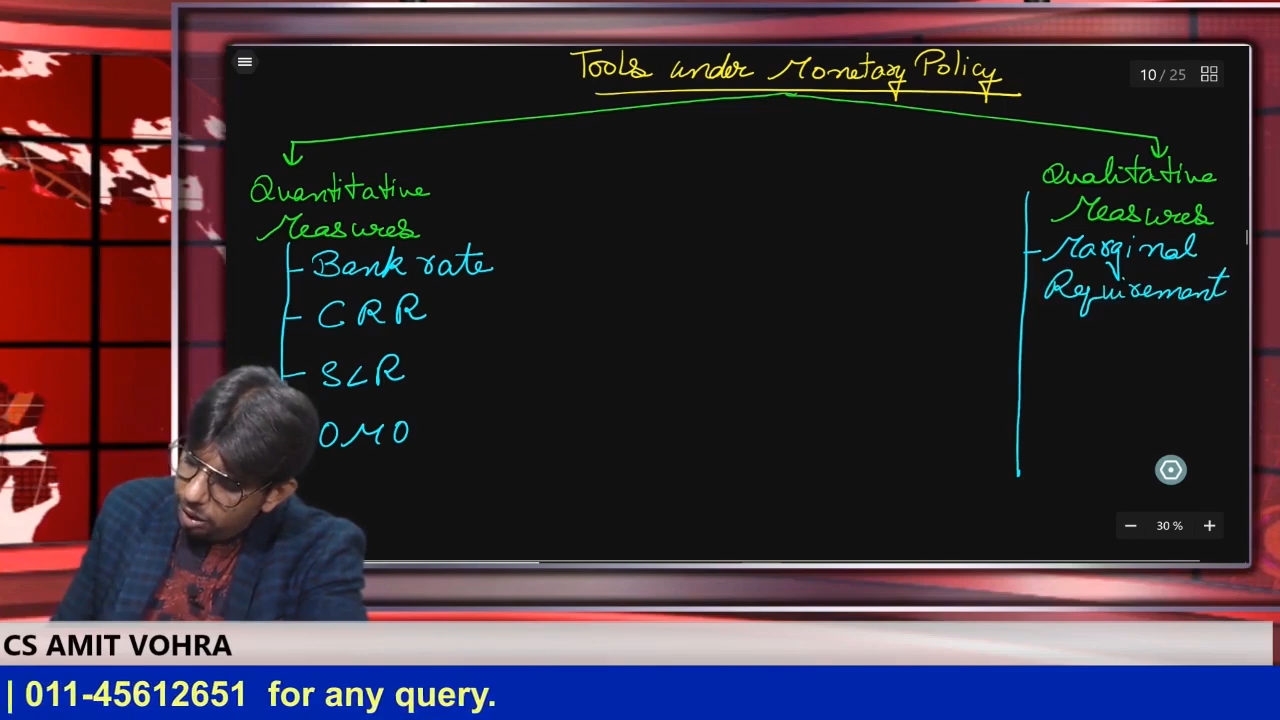 Tools under Monetary Policy
10 / 25
Quantitative
Measures
Bank rate
CRR
SLR
OMO
Qualitative
Measures
Marginal
Requirement
30 %
CS AMIT VOHRA
| 011-45612651 for any query.